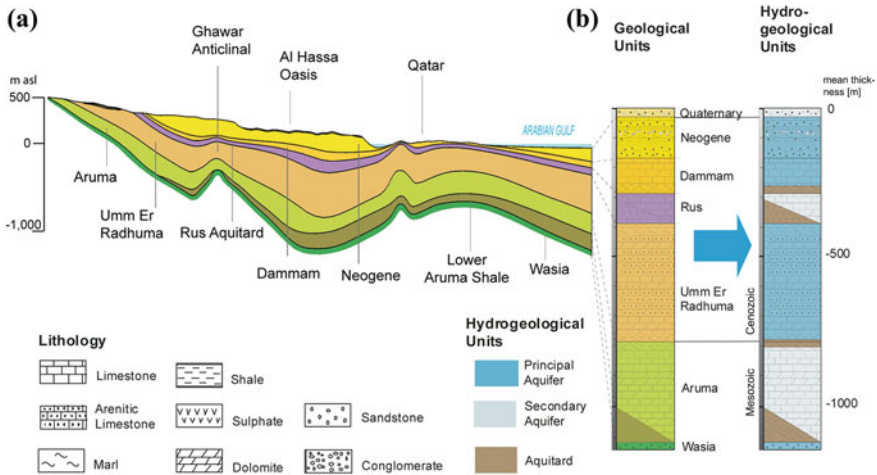 (a)
Ghawar
Anticlinal
Al Hassa
Oasis
Qatar
m asl
500
0
-1,000
ARABIAN GULF
Aruma
Umm Er
Radhuma
Rus Aquitard
Dammam
Neogene
Lower
Aruma Shale
Wasia
(b)
Geological
Units
Hydro-
geological
Units
mean thick-
ness [m]
Quaternary
Neogene
Dammam
Rus
Umm Er
Radhuma
Aruma
Wasia
Cenozoic
Mesozoic
0
-500
-1000
Lithology
Limestone
Shale
Arenitic
Limestone
Sulphate
Sandstone
Marl
Dolomite
Conglomerate
Hydrogeological
Units
Principal
Aquifer
Secondary
Aquifer
Aquitard